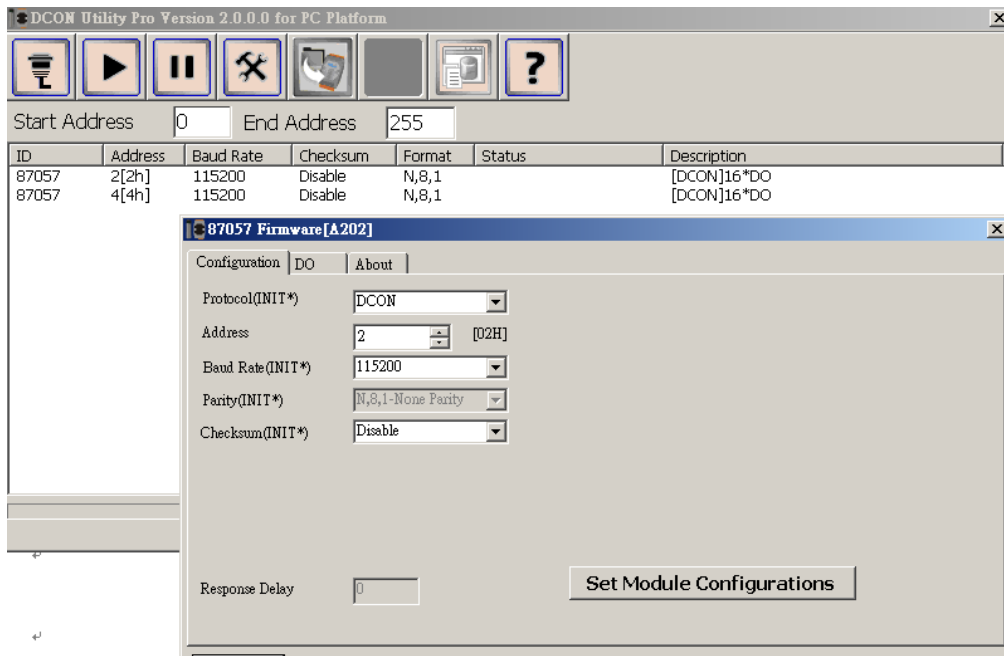 DCON Utility Pro Version 2.0.0.0 for PC Platform
Start Address 0 End Address 255
ID Address Baud Rate Checksum Format Status Description
87057 2[2h] 115200 Disable N,8,1 [DCON]16*DO
87057 4[4h] 115200 Disable N,8,1 [DCON]16*DO
87057 Firmware[A202]
Configuration DO About
Protocol(INIT*) DCON
Address 2 [02H]
Baud Rate(INIT*) 115200
Parity(INIT*) N,8,1-None Parity
Checksum(INIT*) Disable
Response Delay 0
Set Module Configurations